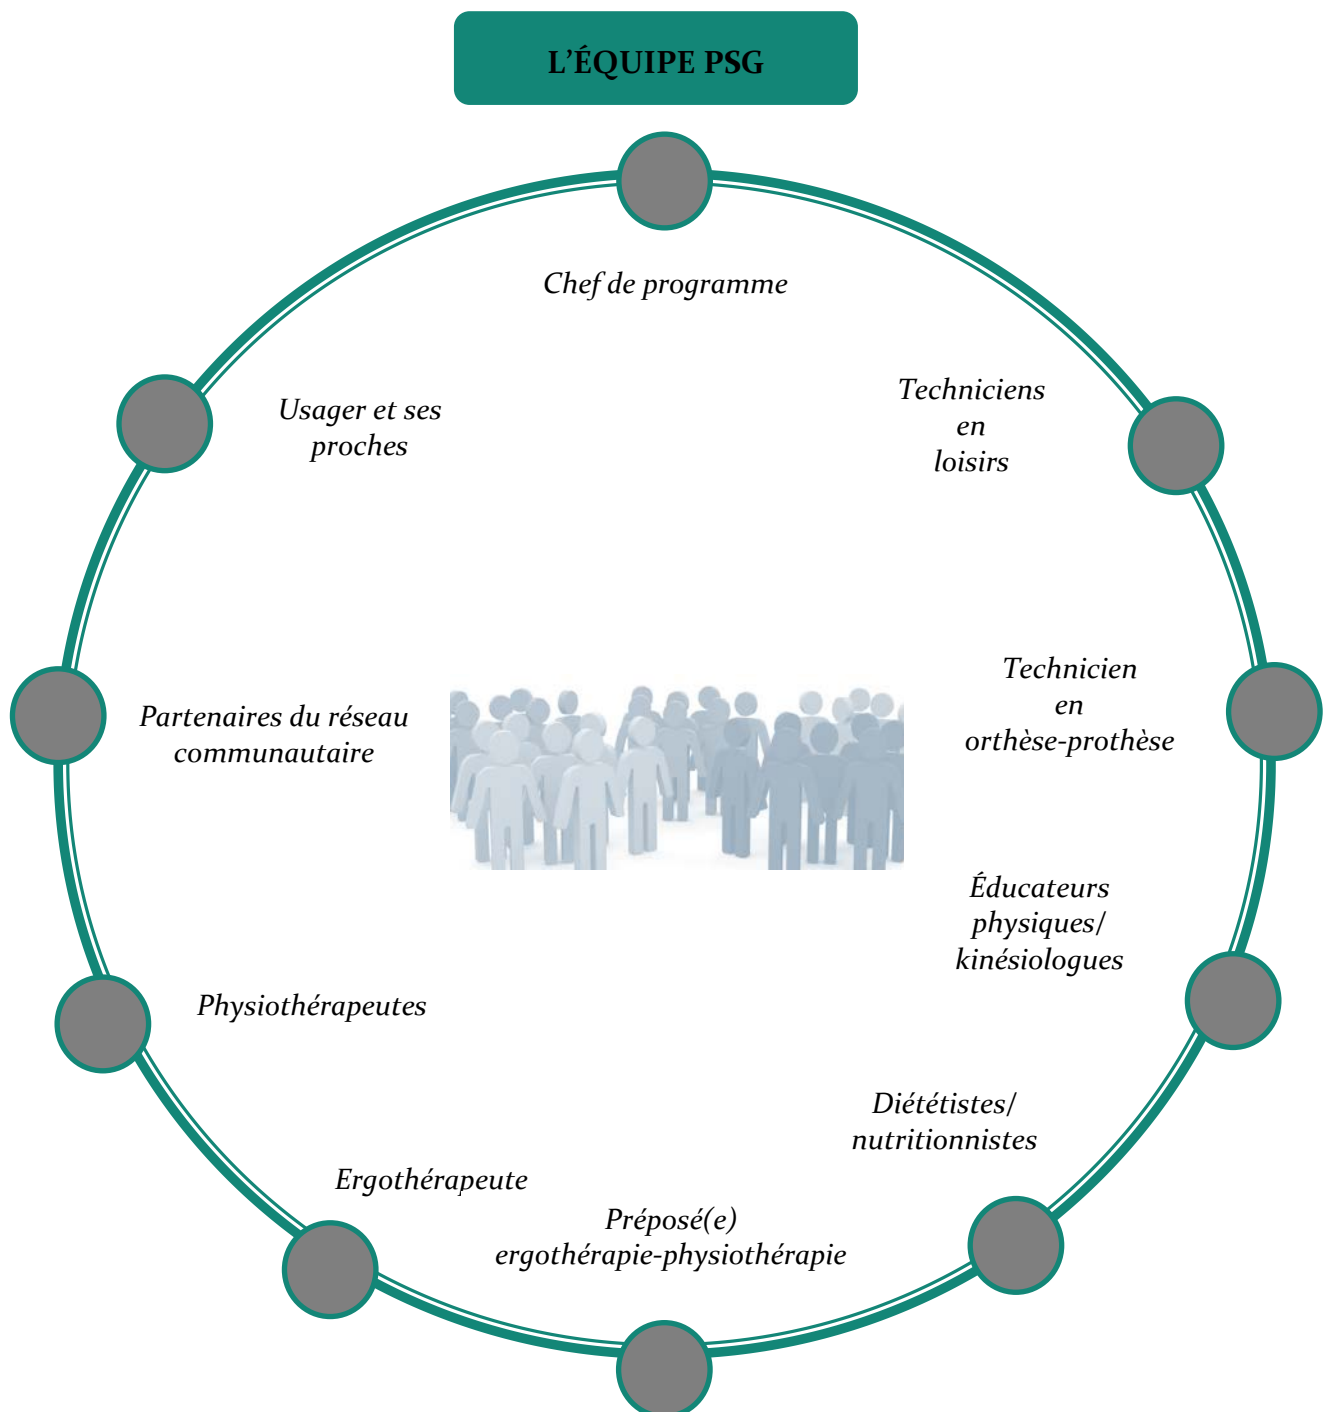 L’ÉQUIPE PSG
Chef de programme
Techniciens
en
loisirs
Usager et ses
proches
Technicien
en
orthèse-prothèse
Partenaires du réseau
communautaire
Éducateurs
physiques/
kinésiologues
Physiothérapeutes
Diététistes/
nutritionnistes
Ergothérapeute
Préposé(e)
ergothérapie-physiothérapie